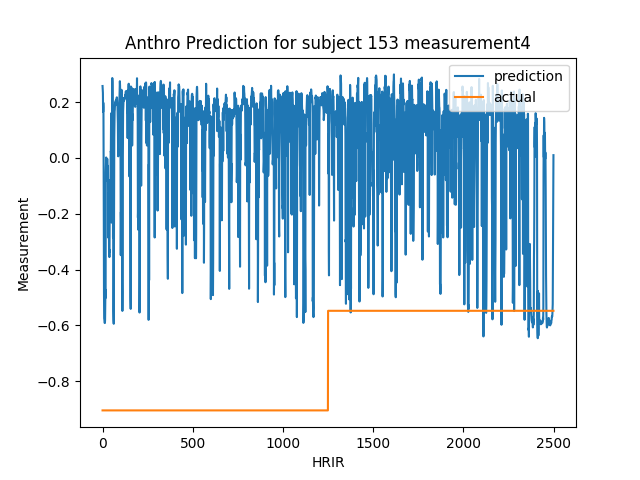 Anthro Prediction for subject 153 measurement4
prediction
actual
Measurement
0.2
0.0
−0.2
−0.4
−0.6
−0.8
0
500
1000
1500
2000
2500
HRIR